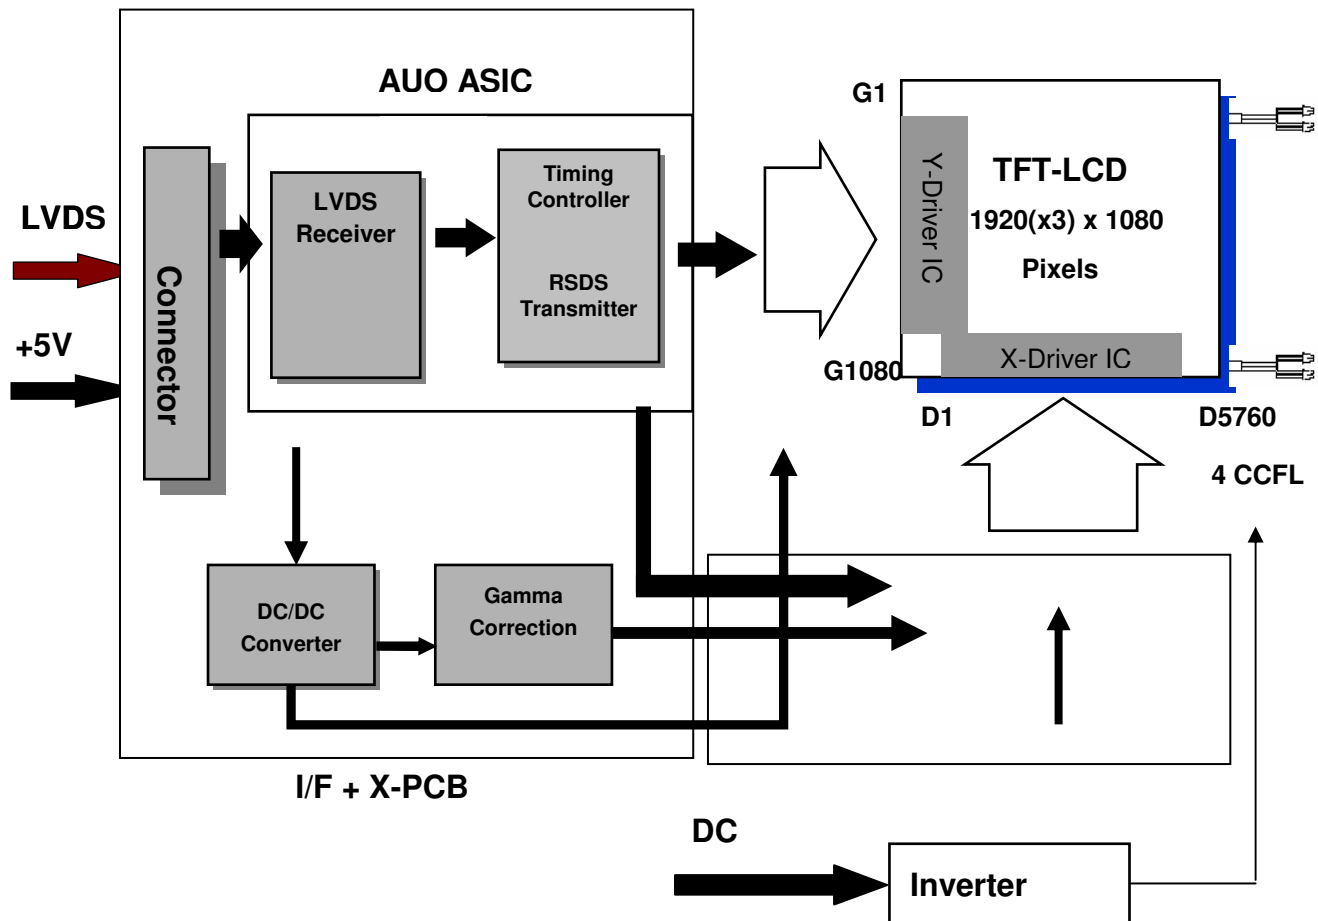 AUO ASIC
G1
Timing
Controller
LVDS
Receiver
RSDS
Transmitter
LVDS
+5V
Connector
Y-Driver IC
TFT-LCD
1920(x3) x 1080
Pixels
X-Driver IC
G1080
D1
D5760
4 CCFL
DC/DC
Converter
Gamma
Correction
I/F + X-PCB
DC
Inverter